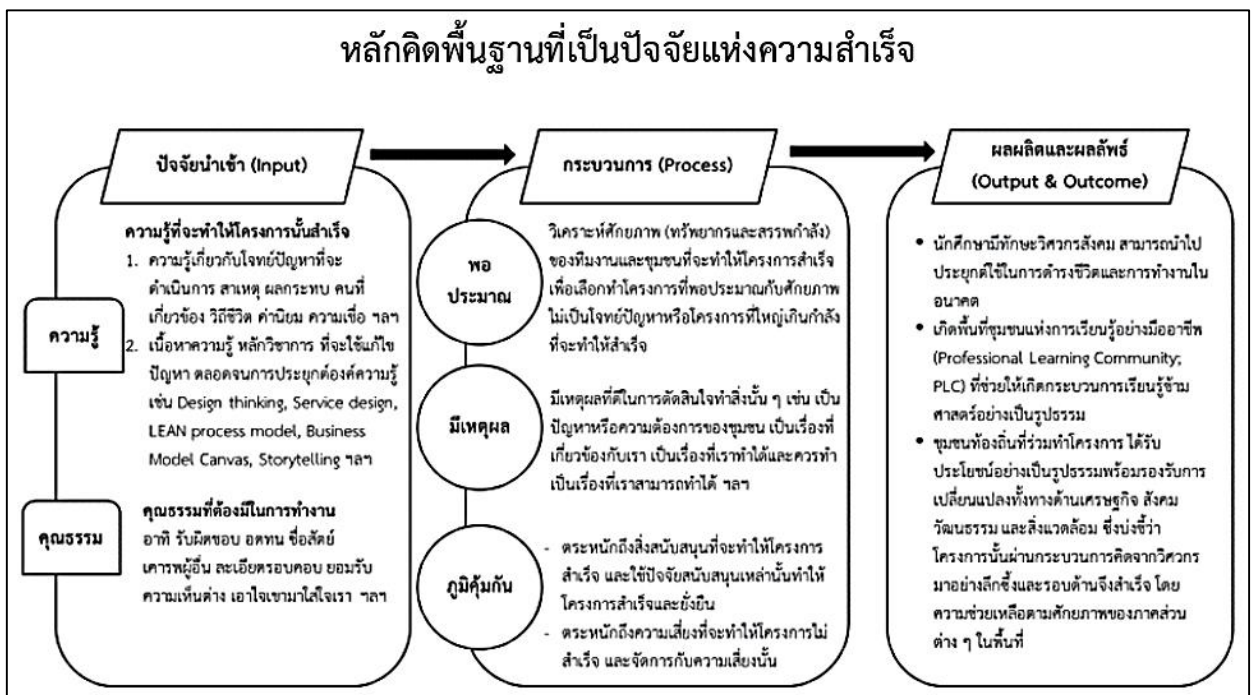 หลักคิดพื้นฐานที่เป็นปัจจัยแห่งความสำเร็จ
ปัจจัยนำเข้า (Input)
ความรู้
คุณธรรม
ความรู้ที่จะทำให้โครงการนั้นสำเร็จ
1. ความรู้เกี่ยวกับโจทย์ปัญหาที่จะ
ดำเนินการ สาเหตุ ผลกระทบ คนที่
เกี่ยวข้อง วิถีชีวิต ค่านิยม ความเชื่อ ฯลฯ
2. เนื้อหาความรู้ หลักวิชาการ ที่จะใช้แก้ไข
ปัญหา ตลอดจนการประยุกต์องค์ความรู้
เช่น Design thinking, Service design,
LEAN process model, Business
Model Canvas, Storytelling ฯลฯ
คุณธรรมที่ต้องมีในการทำงาน
อาทิ รับผิดชอบ อดทน ซื่อสัตย์
เคารพผู้อื่น ละเอียดรอบคอบ ยอมรับ
ความเห็นต่าง เอาใจเขามาใส่ใจเรา ฯลฯ
กระบวนการ (Process)
พอ
ประมาณ
วิเคราะห์ศักยภาพ (ทรัพยากรและสรรพกำลัง)
ของทีมงานและชุมชนที่จะทำให้โครงการสำเร็จ
เพื่อเลือกทำโครงการที่พอประมาณกับศักยภาพ
ไม่เป็นโจทย์ปัญหาหรือโครงการที่ใหญ่เกินกำลัง
ที่จะทำให้สำเร็จ
มีเหตุผล
มีเหตุผลที่ดีในการตัดสินใจทำสิ่งนั้น ๆ เช่น เป็น
ปัญหาหรือความต้องการของชุมชน เป็นเรื่องที่
เกี่ยวข้องกับเรา เป็นเรื่องที่เราทำได้และควรทำ
เป็นเรื่องที่เราสามารถทำได้ ฯลฯ
ภูมิคุ้มกัน
- ตระหนักถึงสิ่งสนับสนุนที่จะทำให้โครงการ
สำเร็จ และใช้ปัจจัยสนับสนุนเหล่านั้นทำให้
โครงการสำเร็จและยั่งยืน
- ตระหนักถึงความเสี่ยงที่จะทำให้โครงการไม่
สำเร็จ และจัดการกับความเสี่ยงนั้น
ผลผลิตและผลลัพธ์
(Output & Outcome)
• นักศึกษามีทักษะวิศวกรสังคม สามารถนำไป
ประยุกต์ใช้ในการดำรงชีวิตและการทำงานใน
อนาคต
• เกิดพื้นที่ชุมชนแห่งการเรียนรู้อย่างมืออาชีพ
(Professional Learning Community;
PLC) ที่ช่วยให้เกิดกระบวนการเรียนรู้ข้าม
ศาสตร์อย่างเป็นรูปธรรม
• ชุมชนท้องถิ่นที่ร่วมทำโครงการ ได้รับ
ประโยชน์อย่างเป็นรูปธรรมพร้อมรองรับการ
เปลี่ยนแปลงทั้งทางด้านเศรษฐกิจ สังคม
วัฒนธรรม และสิ่งแวดล้อม ซึ่งบ่งชี้ว่า
โครงการนั้นผ่านกระบวนการคิดจากวิศวกร
มาอย่างลึกซึ้งและรอบด้านจึงสำเร็จ โดย
ความช่วยเหลือตามศักยภาพของภาคส่วน
ต่าง ๆ ในพื้นที่